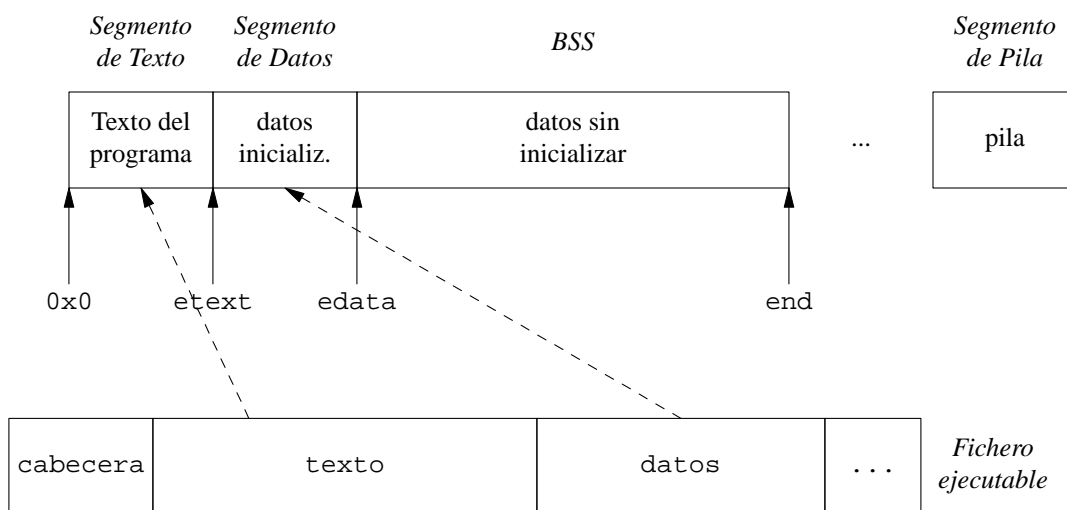 Segmento
de Texto
Segmento
de Datos
BSS
Segmento
de Pila
Texto del
programa
datos
inicializ.
datos sin
inicializar
...
pila
0x0
etext
edata
end
cabecera
texto
datos
...
Fichero
ejecutable